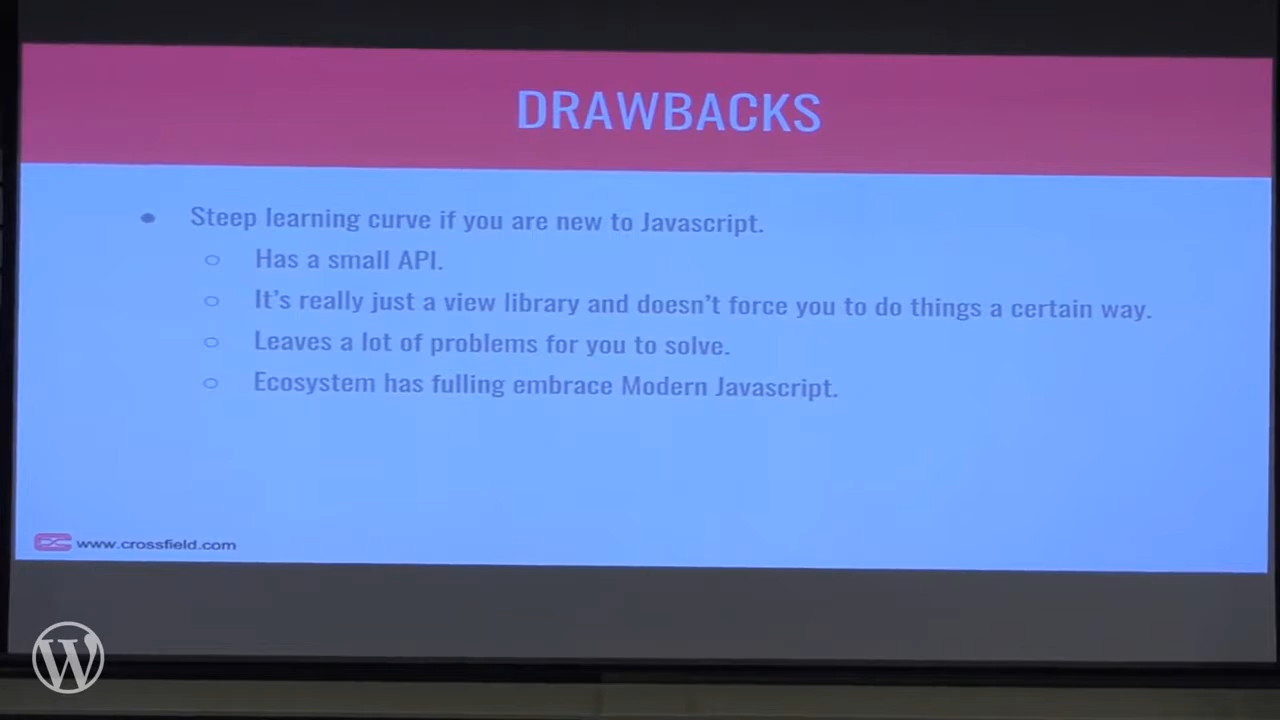 DRAWBACKS
Steep learning curve if you are new to Javascript.
Has a small API.
It's really just a view library and doesn't force you to do things a certain way.
Leaves a lot of problems for you to solve.
Ecosystem has fulling embrace Modern Javascript.
www.crossfield.com